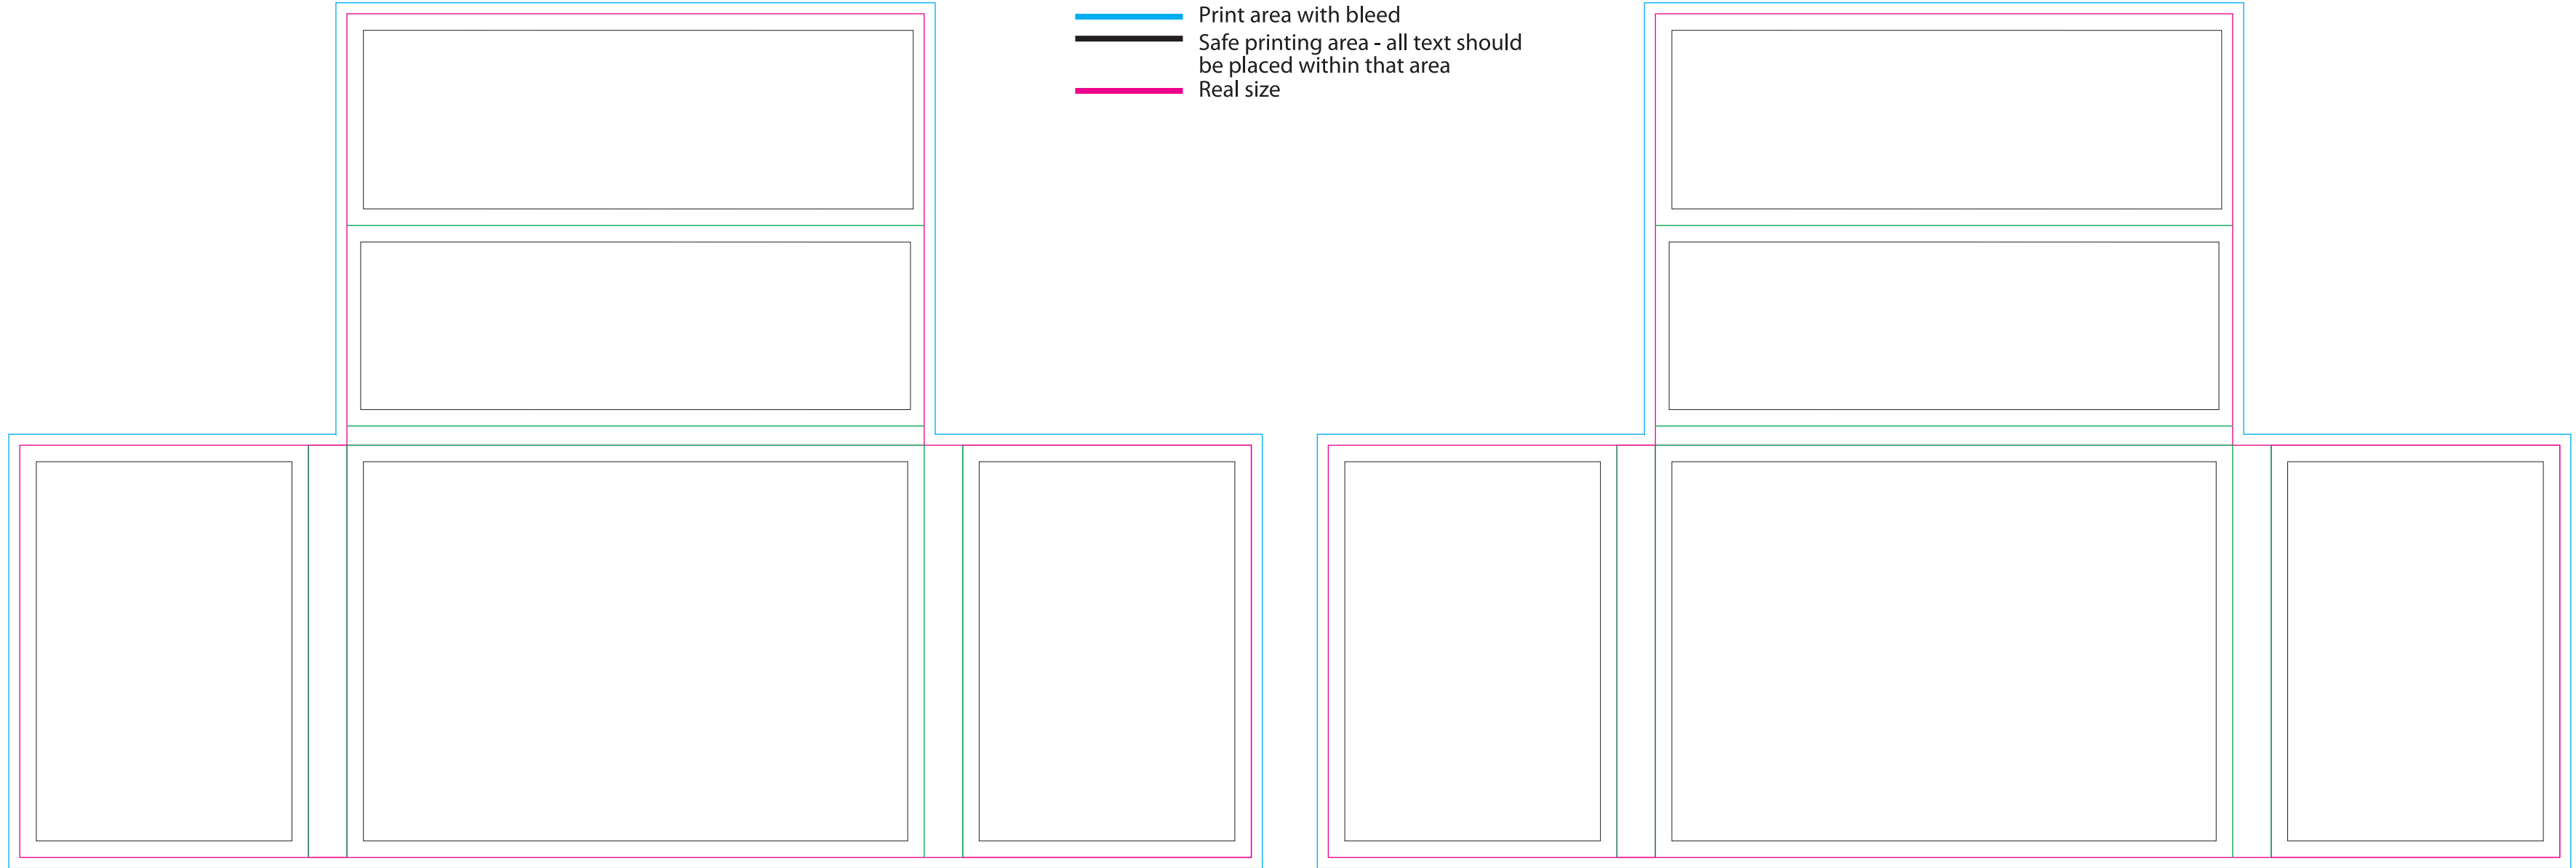 Print area with bleed
Safe printing area - all text should
be placed within that area
Real size